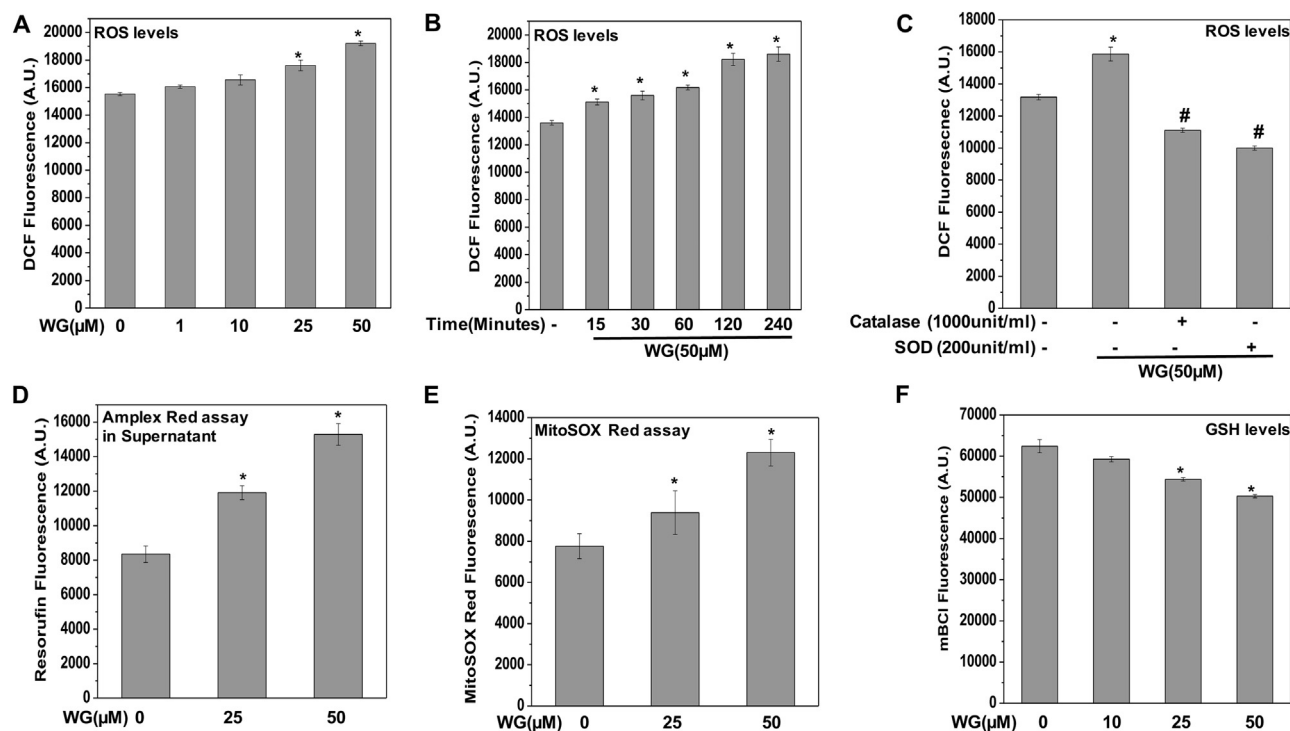 A
ROS levels
DCF Fluorescence (A.U.)
20000
18000
16000
14000
12000
10000
8000
6000
4000
2000
0
*
*
WG(µM) 0 1 10 25 50
B
ROS levels
DCF Fluorescence (A.U.)
20000
18000
16000
14000
12000
10000
8000
6000
4000
2000
0
* * * * *
Time(Minutes) - 15 30 60 120 240
WG(50µM)
C
ROS levels
DCF Fluoresecnec (A.U.)
18000
16000
14000
12000
10000
8000
6000
4000
2000
0
*
#
#
Catalase (1000unit/ml) - - + -
SOD (200unit/ml) - - - +
WG(50µM)
D
Amplex Red assay
in Supernatant
Resorufin Fluorescence (A.U.)
16000
14000
12000
10000
8000
6000
4000
2000
0
*
*
WG(µM) 0 25 50
E
MitoSOX Red assay
MitoSOX Red Fluorescence (A.U.)
14000
12000
10000
8000
6000
4000
2000
0
*
*
WG(µM) 0 25 50
F
GSH levels
mBCI Fluorescence (A.U.)
70000
60000
50000
40000
30000
20000
10000
0
*
*
WG(µM) 0 10 25 50